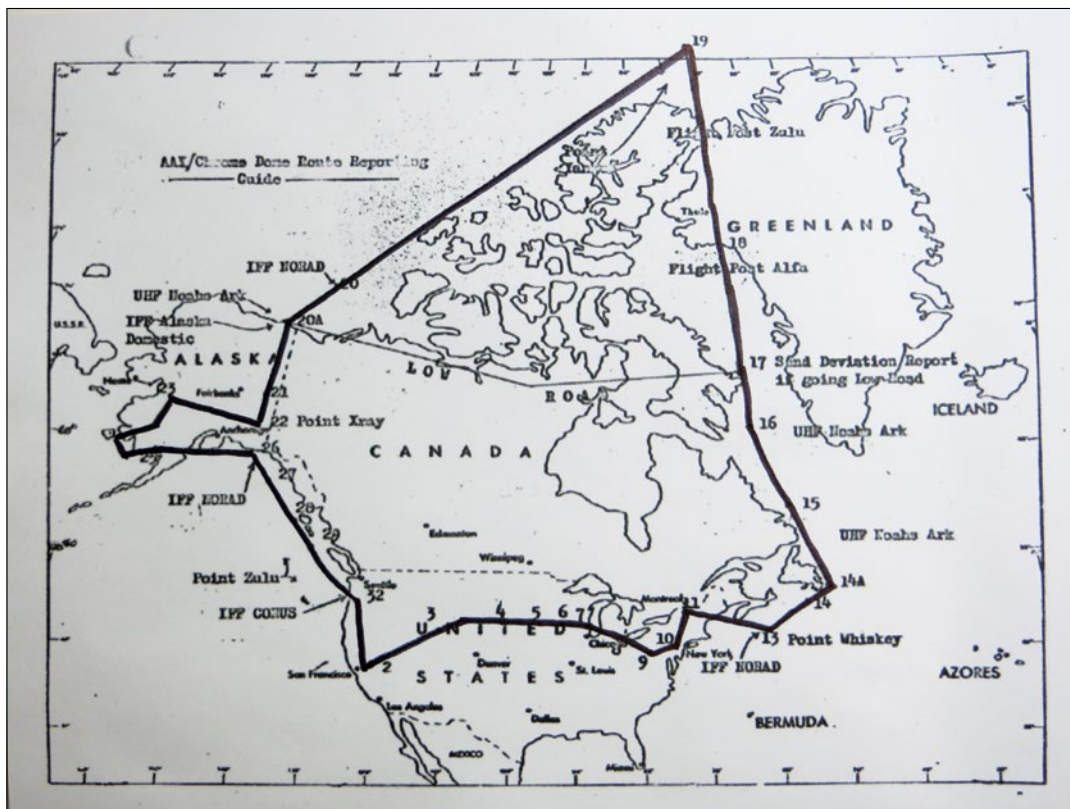 19
Flight Post Zulu
Point
AAX/Chrome Dome Route Reporting
Guide
Thule
GREENLAND
18
IFF NORAD
20
Flight Post Alfa
UHF Noahs Ark
20A
IFF Alaska
Domestic
U.S.S.R.
ALASKA
LOW
ROAD
17 Send Deviation Report
if going Low Road
Nome
23
Fairbanks
21
ICELAND
22 Point Xray
Anchorage
16
UHF Noahs Ark
CANADA
26
27
IFF NORAD
15
28
29
Edmonton
UHF Noahs Ark
Winnipeg
Point Zulu
Seattle
14A
32
Montreal
11
14
IFF CONUS
3
4
5
6
7
UNITED
13 Point Whiskey
Chicago
10
New York
9
IFF NORAD
San Francisco
2
Denver
St. Louis
STATES
AZORES
Los Angeles
Dallas
BERMUDA
MEXICO
Miami